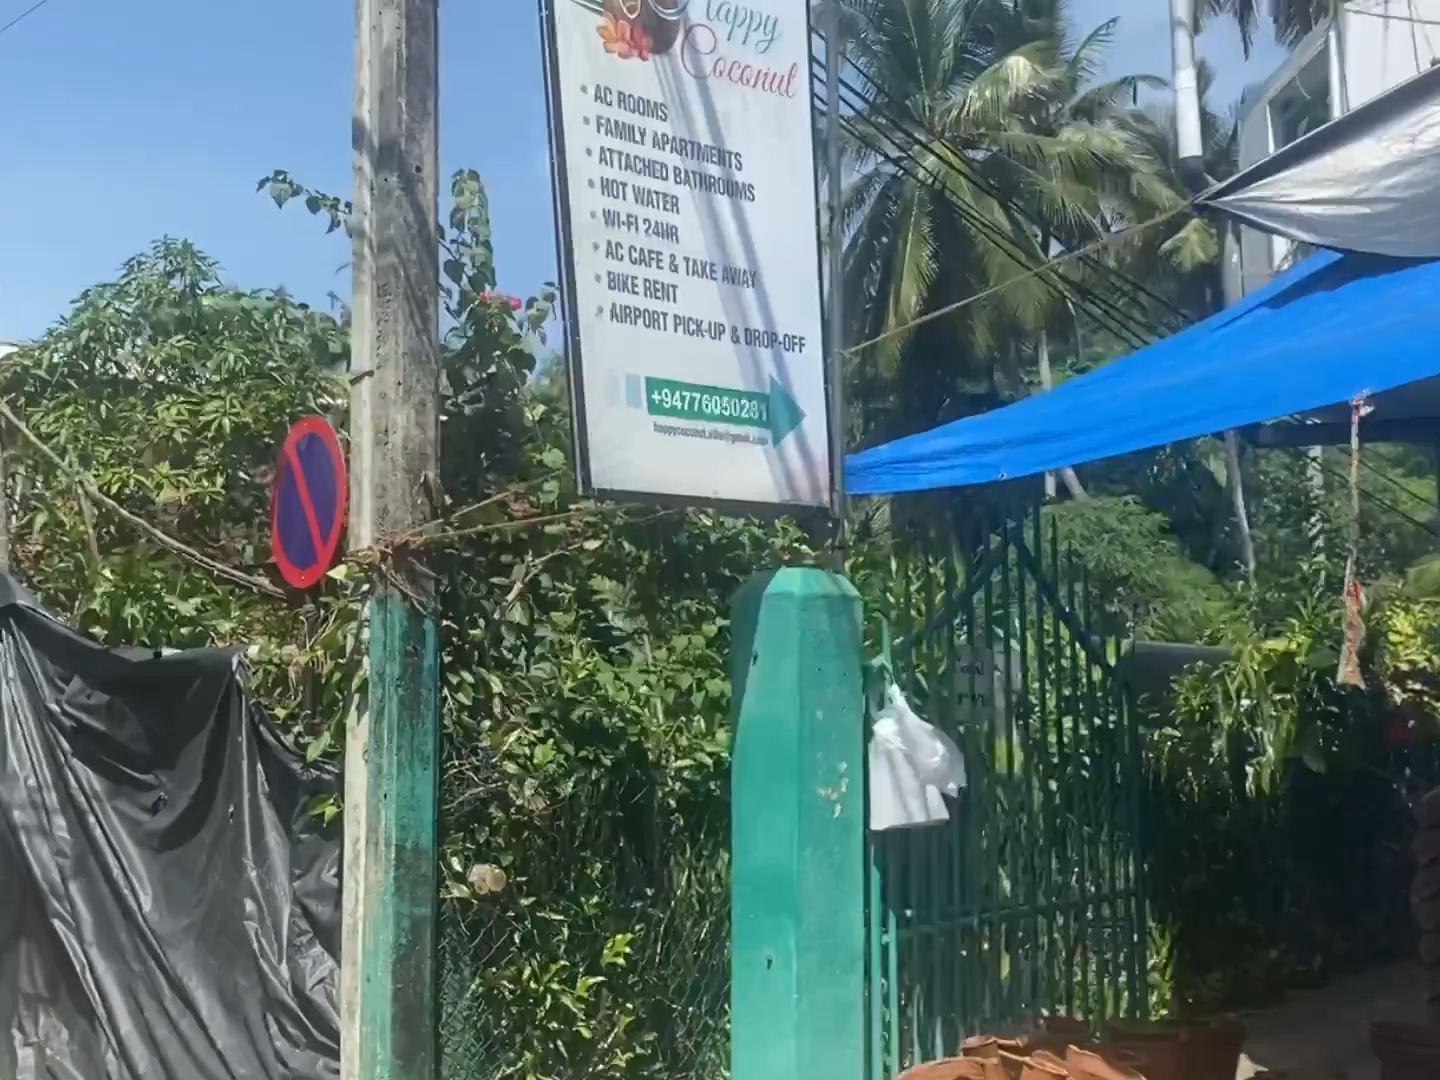 Happy
Coconut
• AC ROOMS
• FAMILY APARTMENTS
• ATTACHED BATHROOMS
• HOT WATER
• WI-FI 24HR
• AC CAFE & TAKE AWAY
• BIKE RENT
• AIRPORT PICK-UP & DROP-OFF
+94776050281